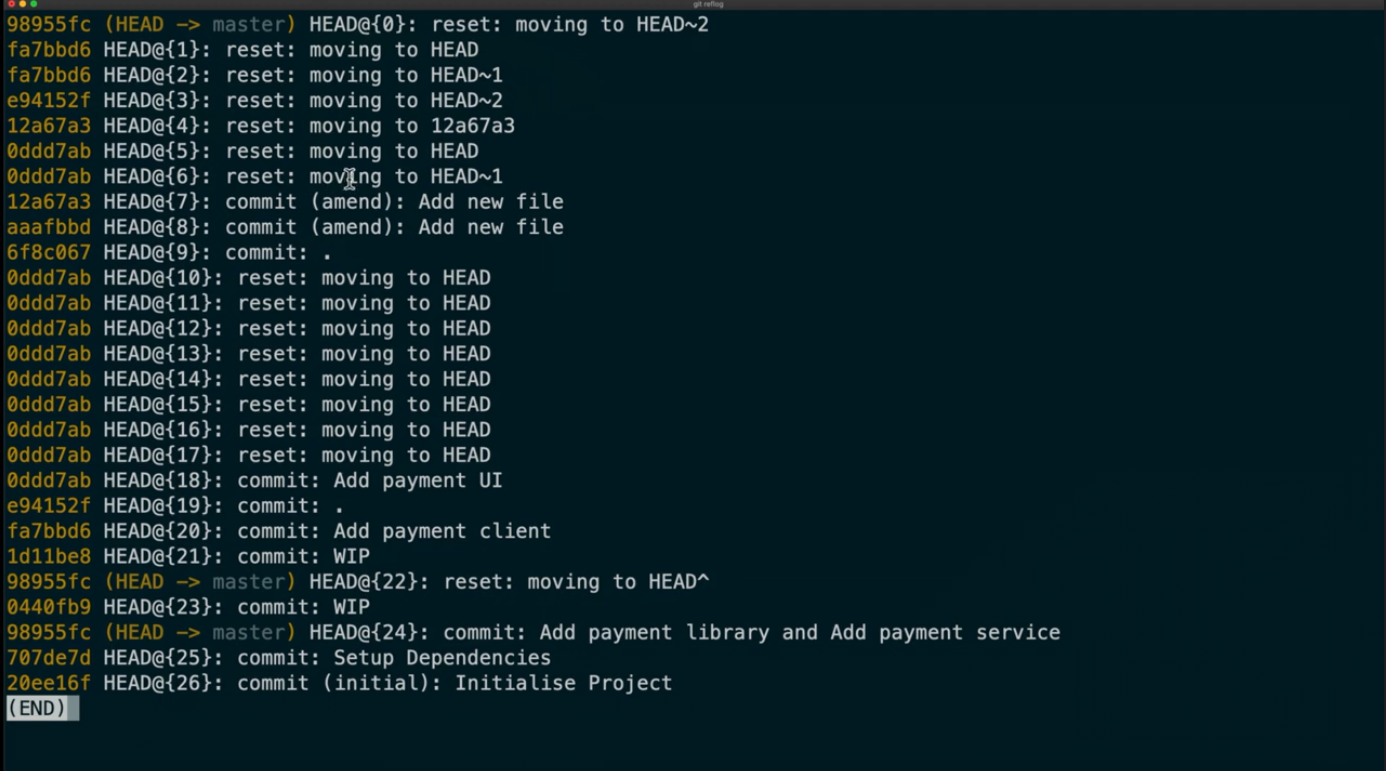 git reflog
98955fc (HEAD -> master) HEAD@{0}: reset: moving to HEAD~2
fa7bbd6 HEAD@{1}: reset: moving to HEAD
fa7bbd6 HEAD@{2}: reset: moving to HEAD~1
e94152f HEAD@{3}: reset: moving to HEAD~2
12a67a3 HEAD@{4}: reset: moving to 12a67a3
0ddd7ab HEAD@{5}: reset: moving to HEAD
0ddd7ab HEAD@{6}: reset: moving to HEAD~1
12a67a3 HEAD@{7}: commit (amend): Add new file
aaafbbd HEAD@{8}: commit (amend): Add new file
6f8c067 HEAD@{9}: commit: .
0ddd7ab HEAD@{10}: reset: moving to HEAD
0ddd7ab HEAD@{11}: reset: moving to HEAD
0ddd7ab HEAD@{12}: reset: moving to HEAD
0ddd7ab HEAD@{13}: reset: moving to HEAD
0ddd7ab HEAD@{14}: reset: moving to HEAD
0ddd7ab HEAD@{15}: reset: moving to HEAD
0ddd7ab HEAD@{16}: reset: moving to HEAD
0ddd7ab HEAD@{17}: reset: moving to HEAD
0ddd7ab HEAD@{18}: commit: Add payment UI
e94152f HEAD@{19}: commit: .
fa7bbd6 HEAD@{20}: commit: Add payment client
1d11be8 HEAD@{21}: commit: WIP
98955fc (HEAD -> master) HEAD@{22}: reset: moving to HEAD^
0440fb9 HEAD@{23}: commit: WIP
98955fc (HEAD -> master) HEAD@{24}: commit: Add payment library and Add payment service
707de7d HEAD@{25}: commit: Setup Dependencies
20ee16f HEAD@{26}: commit (initial): Initialise Project
(END)